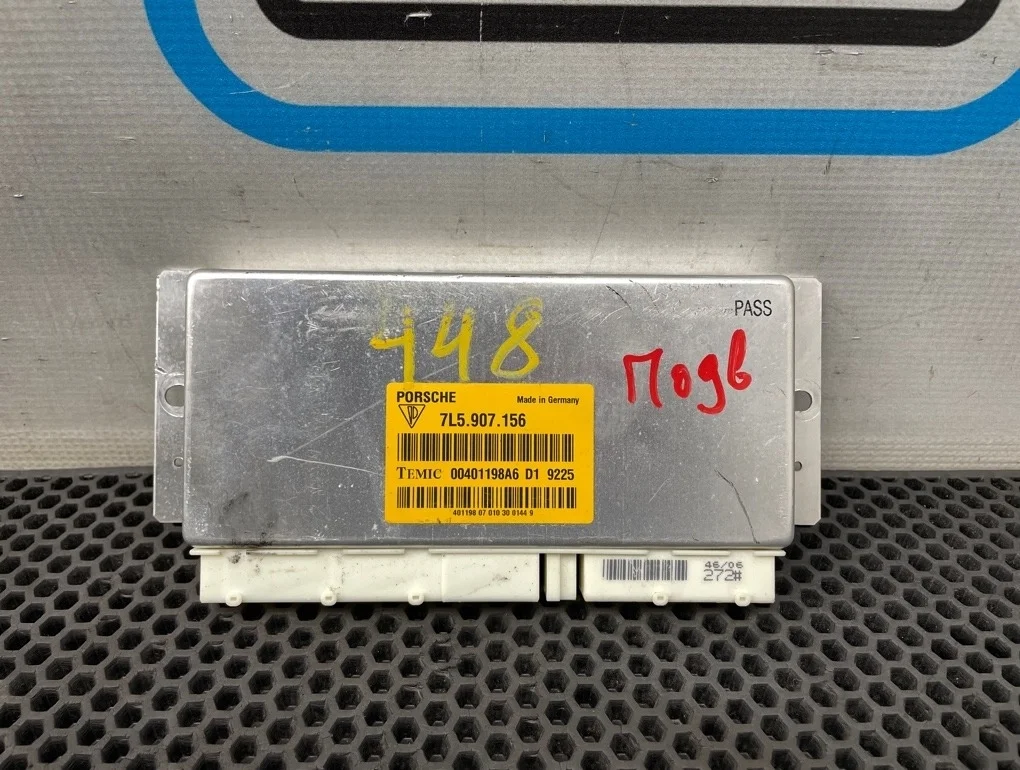 PASS
448
Подв
PORSCHE Made in Germany
7L5.907.156
TEMIC 00401198A6 D1 9225
401198 07 010 30 0144 9
46/06
272#